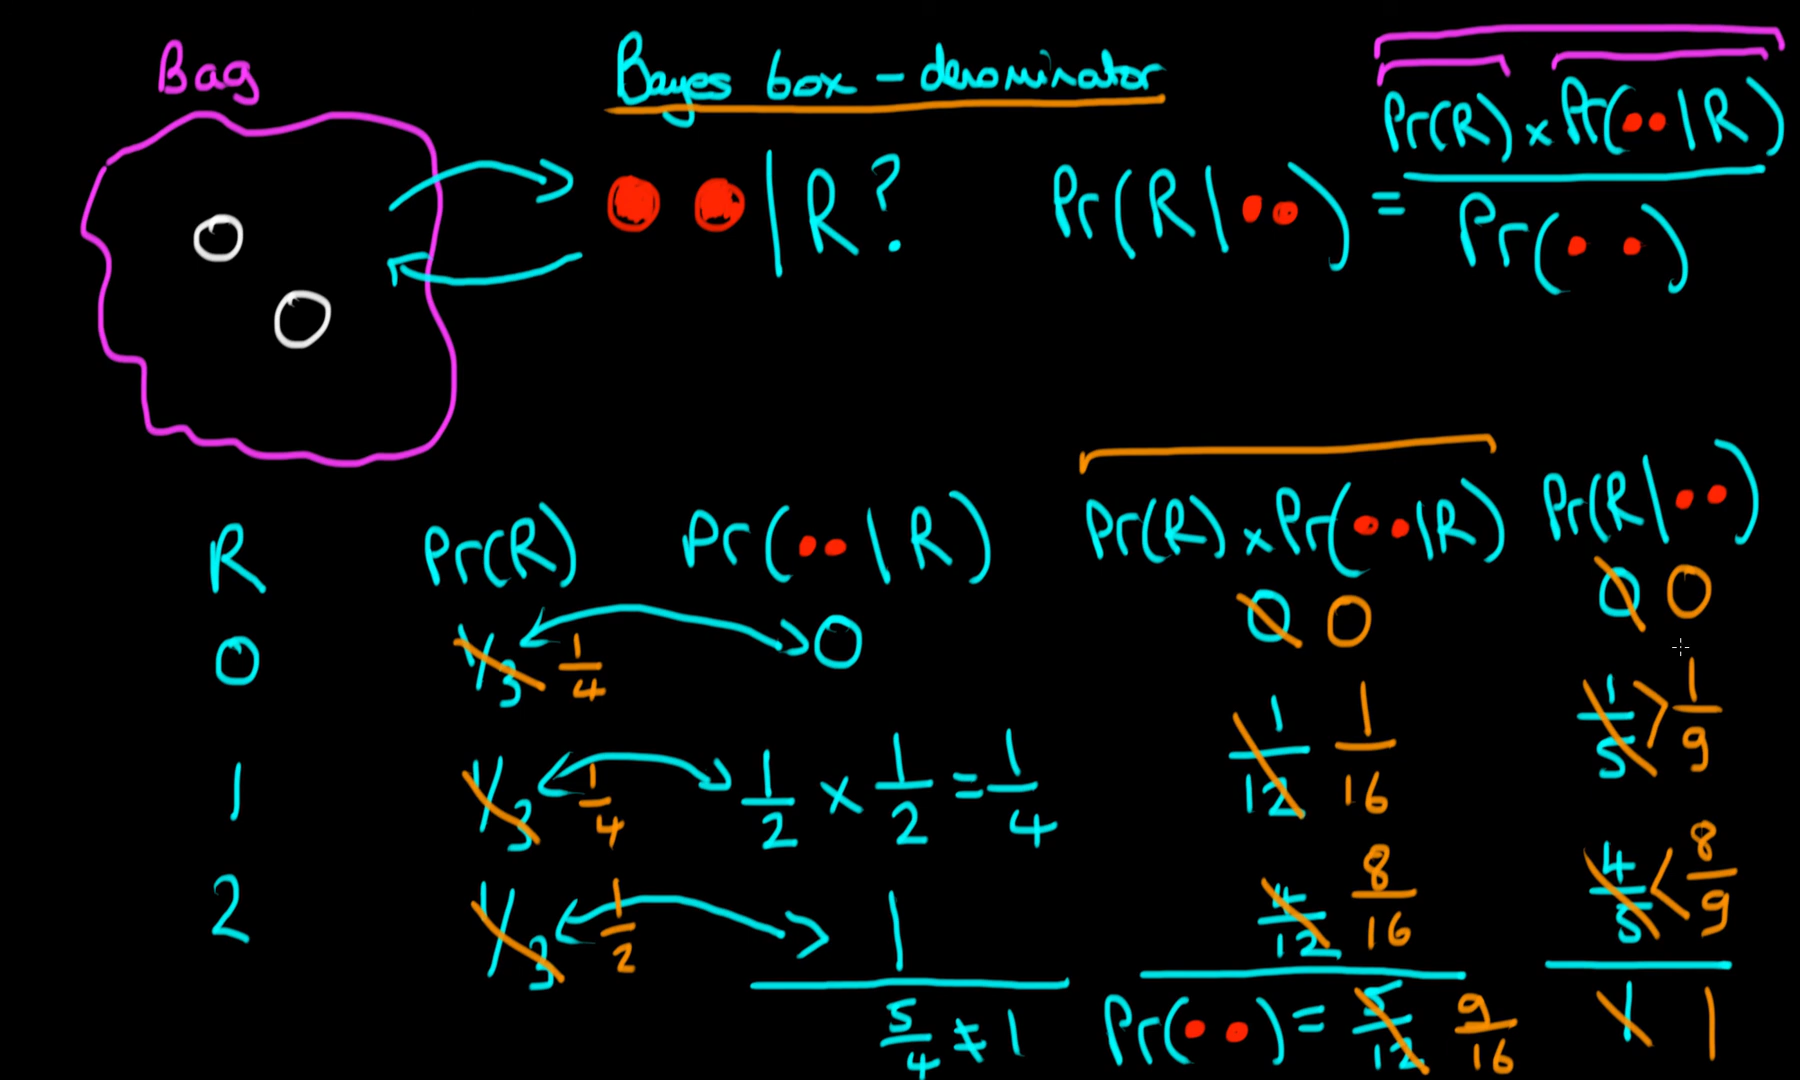 Bag
Bayes box - denominator
●●|R?
Pr(R|●●) = Pr(R) x Pr(●●|R) / Pr(● ●)
R Pr(R) Pr(●●|R) Pr(R) x Pr(●●|R) Pr(R|●●)
0 1/3 1/4 0 0 0 0 0
1 1/3 1/4 1/2 x 1/2 = 1/4 1/12 1/16 1/5 > 1/9
2 1/3 1/2 1 4/12 8/16 4/5 < 8/9
5/4 ≠ 1 Pr(● ●) = 5/12 9/16 1 1